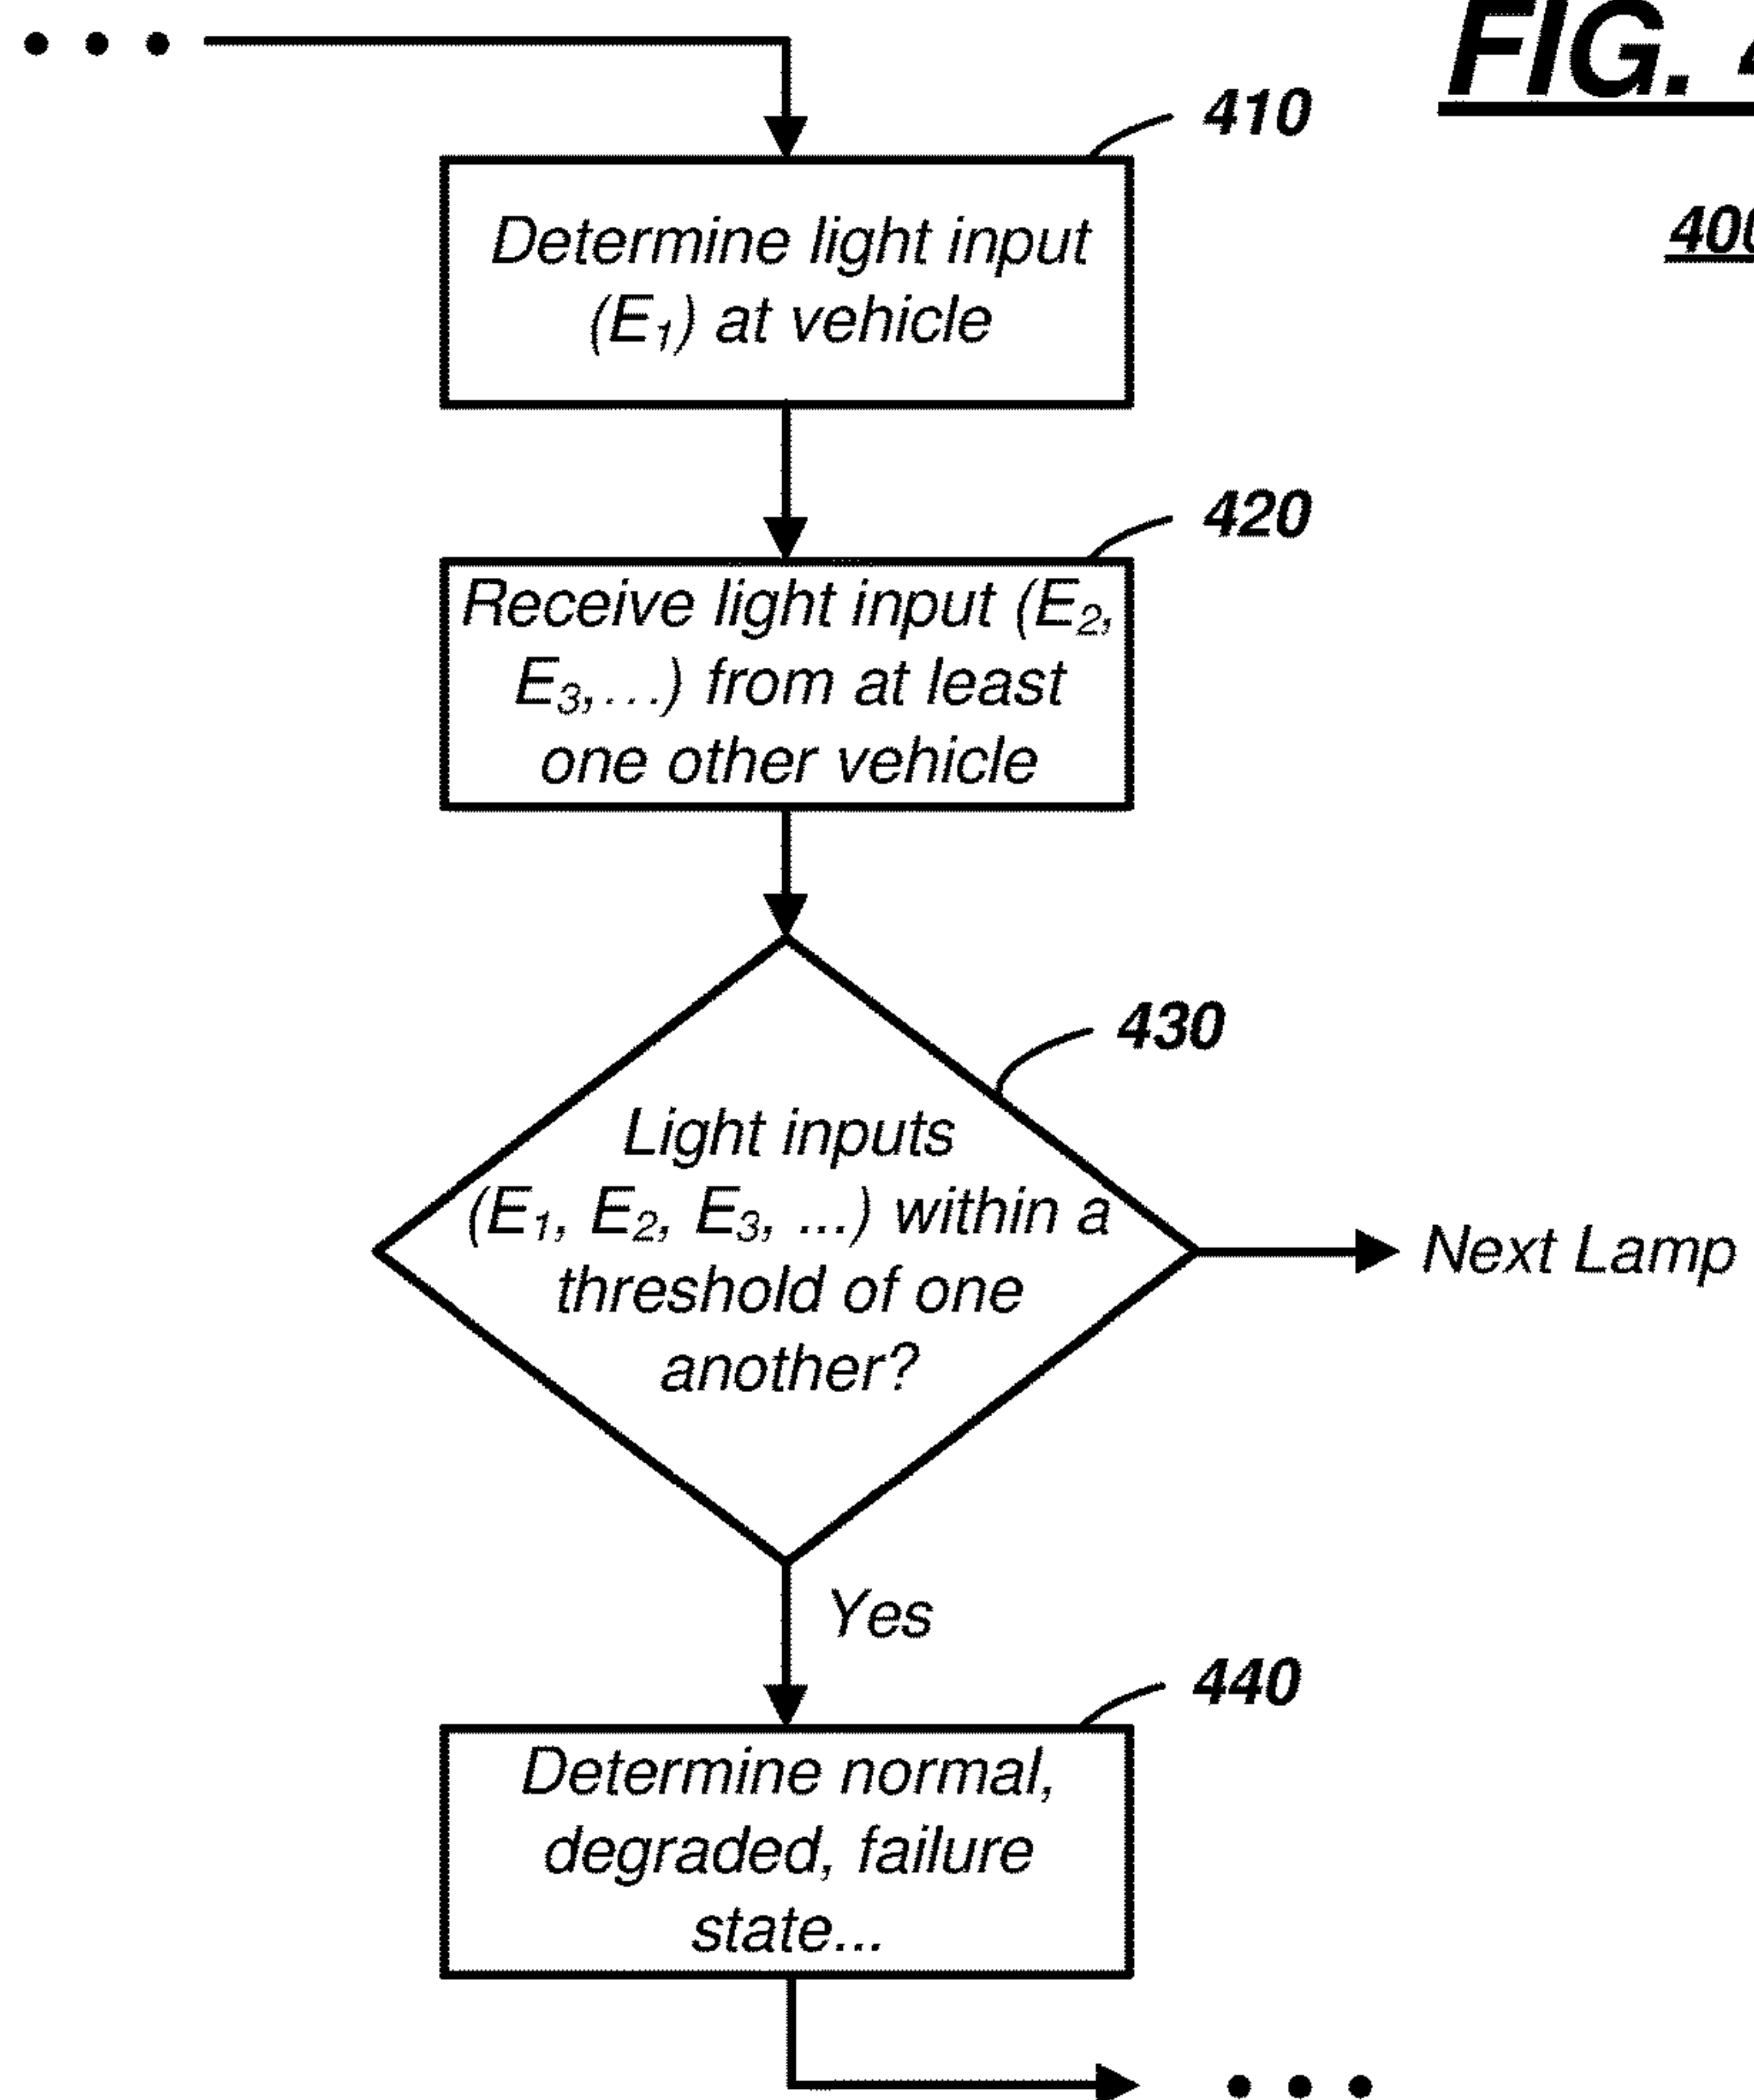 FIG. 4
410
400
Determine light input
(E₁) at vehicle
420
Receive light input (E₂,
E₃,...) from at least
one other vehicle
430
Light inputs
(E₁, E₂, E₃, ...) within a
threshold of one
another?
Next Lamp
Yes
440
Determine normal,
degraded, failure
state...